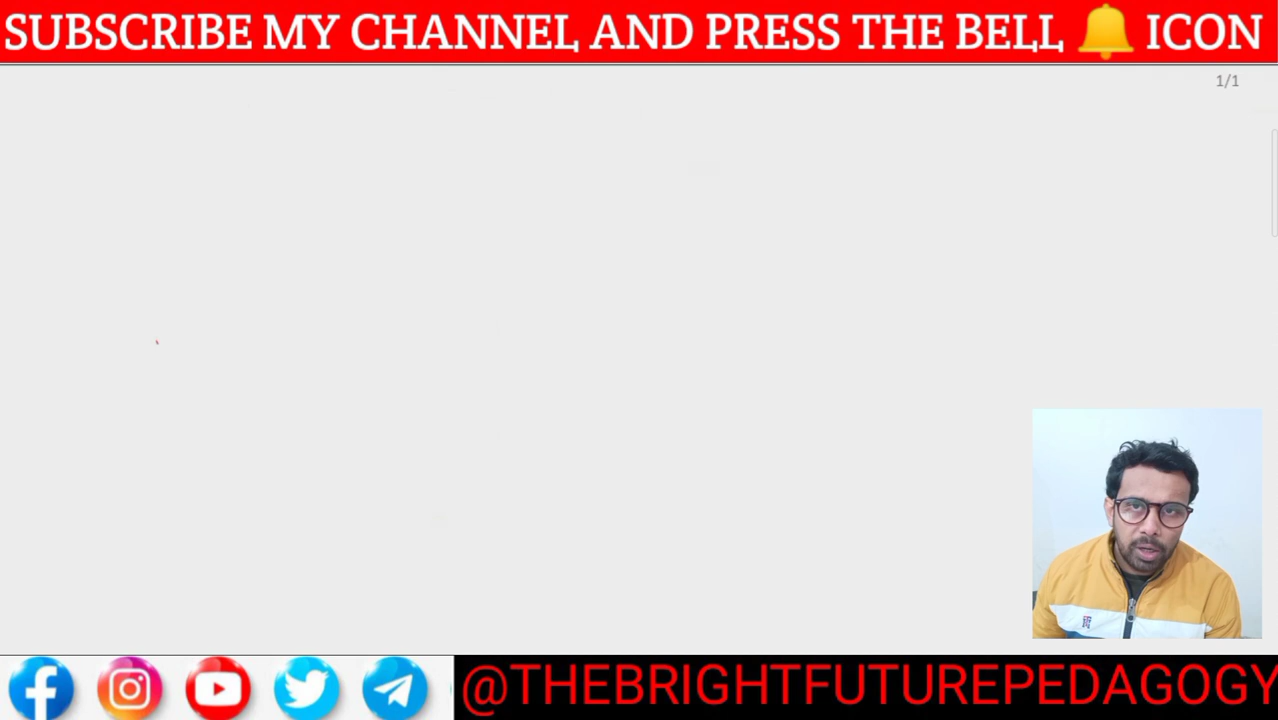 SUBSCRIBE MY CHANNEL AND PRESS THE BELL 🔔 ICON
1/1
@THEBRIGHTFUTUREPEDAGOGY